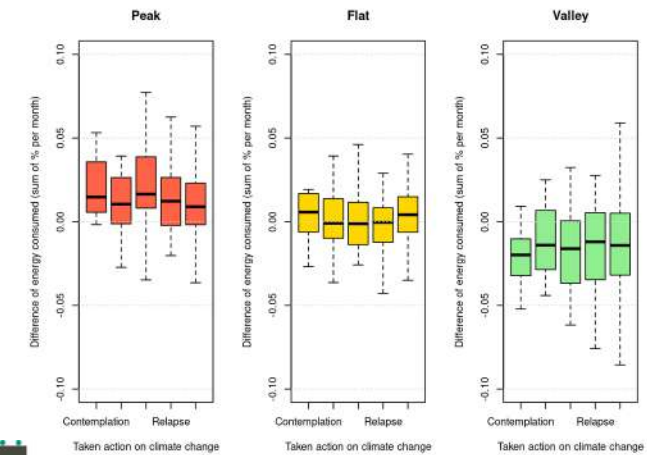 Peak
Difference of energy consumed (sum of % per month)
0.10
0.05
0.00
-0.05
-0.10
Contemplation Relapse
Taken action on climate change
Flat
Difference of energy consumed (sum of % per month)
0.10
0.05
0.00
-0.05
-0.10
Contemplation Relapse
Taken action on climate change
Valley
Difference of energy consumed (sum of % per month)
0.10
0.05
0.00
-0.05
-0.10
Contemplation Relapse
Taken action on climate change